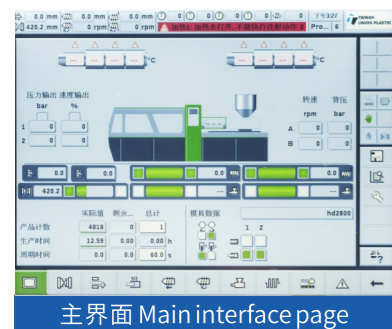 0.0 mm 0.0 mm 0.0 mm 0 0 0 0 0 下午3:27
420.2 mm 0 rpm 0 rpm 加热1-加热未打开,不能执行注射动作 2 Pro... 6
TAIWAN
UNION PLASTIC
°C °C
压力输出 速度输出
bar %
1 0 0
2 0 0
转速 背压
rpm bar
A 0 0
B 0 0
0.0 0.0 0.0 0.0
420.2 --- ---
实际值 剩余... 总计 模具数据 hd2800
产品计数 4818 0 1
生产时间 12.59 0.00 0.00 h
周期时间 0.0 0.0 60.0 s
1 2
主界面 Main interface page